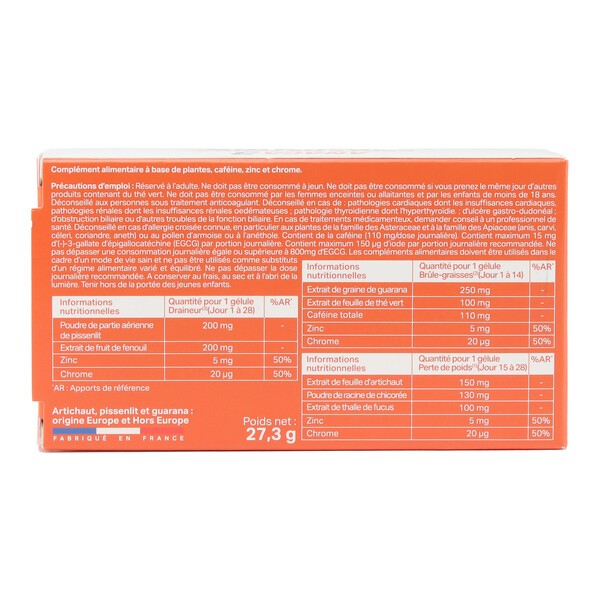 Complément alimentaire à base de plantes, caféine, zinc et chrome.
Précautions d'emploi : Réservé à l'adulte. Ne doit pas être consommé à jeun. Ne doit pas être consommé si vous prenez le même jour d'autres
produits contenant du thé vert. Ne doit pas être consommé par les femmes enceintes ou allaitantes et par les enfants de moins de 18 ans.
Déconseillé aux personnes sous traitement anticoagulant. Déconseillé en cas de : pathologies cardiaques dont les insuffisances cardiaques,
pathologies rénales dont les insuffisances rénales oedémateuses ; pathologie thyroïdienne dont l'hyperthyroïdie. ; d'ulcère gastro-duodénal ;
d'obstruction biliaire ou d'autres troubles de la fonction biliaire. En cas de traitements médicamenteux, demander conseil à un professionnel de
santé. Déconseillé en cas d'allergie croisée connue, en particulier aux plantes de la famille des Asteraceae et à la famille des Apiaceae (anis, carvi,
céleri, coriandre, aneth) ou au pollen d'armoise ou à l'anéthole. Contient de la caféine (110 mg/dose journalière). Contient maximum 15 mg
d'(-)-3-gallate d'épigallocatéchine (EGCG) par portion journalière. Contient maximum 150 µg d'iode par portion journalière recommandée. Ne
pas dépasser une consommation journalière égale ou supérieure à 800mg d'EGCG. Les compléments alimentaires doivent être utilisés dans le
cadre d'un mode de vie sain et ne pas être utilisés comme substituts
d'un régime alimentaire varié et équilibré. Ne pas dépasser la dose
journalière recommandée. A conserver au frais, au sec et à l'abri de la
lumière. Tenir hors de la portée des jeunes enfants.
Informations nutritionnelles Quantité pour 1 gélule Draineur(1)(Jour 1 à 28) %AR*
Poudre de partie aérienne de pissenlit 200 mg -
Extrait de fruit de fenouil 200 mg -
Zinc 5 mg 50%
Chrome 20 µg 50%
*AR : Apports de référence
Informations nutritionnelles Quantité pour 1 gélule Brûle-graisses(2)(Jour 1 à 14) %AR*
Extrait de graine de guarana 250 mg -
Extrait de feuille de thé vert 100 mg -
Caféine totale 110 mg -
Zinc 5 mg 50%
Chrome 20 µg 50%
Informations nutritionnelles Quantité pour 1 gélule Perte de poids(3)(Jour 15 à 28) %AR*
Extrait de feuille d'artichaut 150 mg -
Poudre de racine de chicorée 130 mg -
Extrait de thalle de fucus 100 mg -
Zinc 5 mg 50%
Chrome 20 µg 50%
Artichaut, pissenlit et guarana :
origine Europe et Hors Europe
FABRIQUÉ EN FRANCE
Poids net :
27,3 g